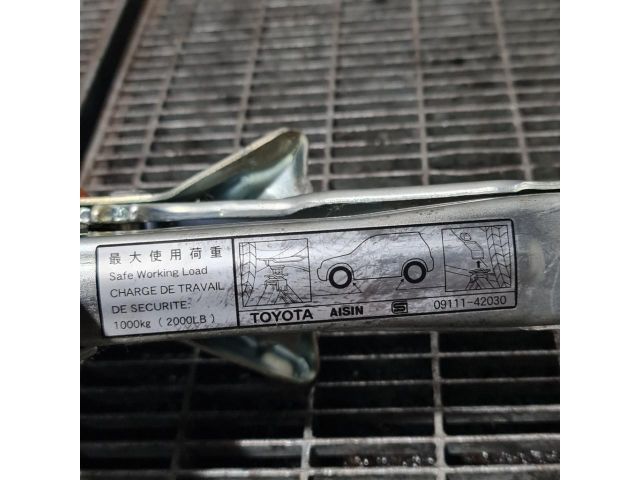 最大使用荷重
Safe Working Load
CHARGE DE TRAVAIL
DE SECURITE:
1000kg ( 2000LB )
TOYOTA AISIN S 09111-42030